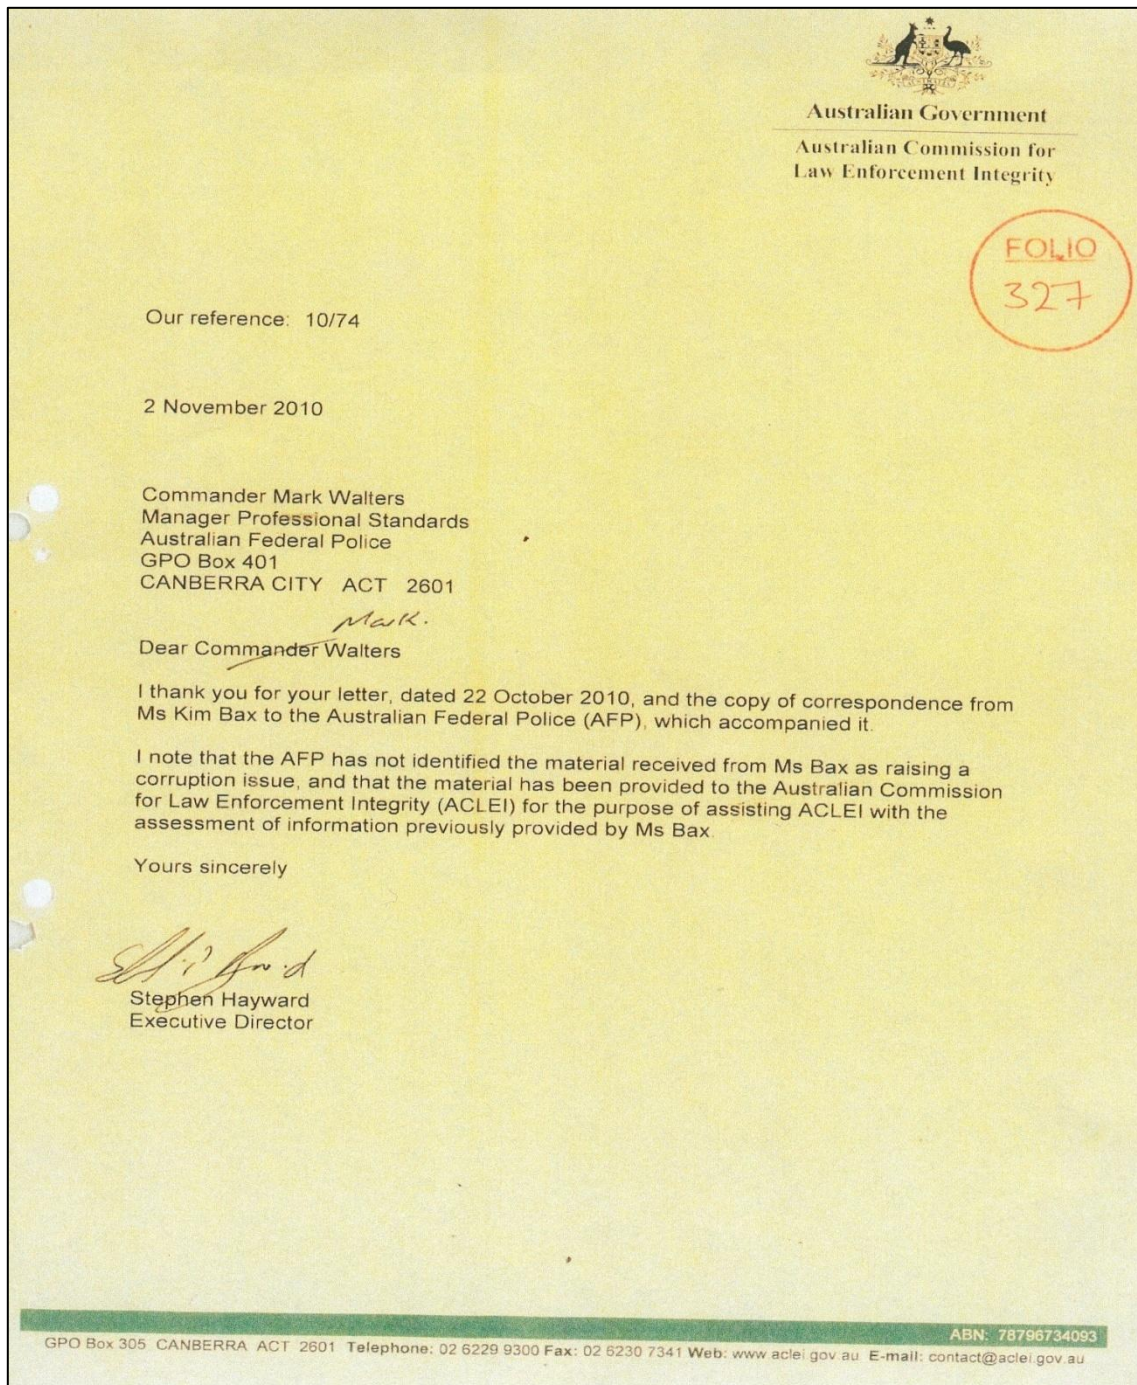 Australian Government
Australian Commission for
Law Enforcement Integrity
FOLIO
327
Our reference: 10/74
2 November 2010
Commander Mark Walters
Manager Professional Standards
Australian Federal Police
GPO Box 401
CANBERRA CITY ACT 2601
Mark.
Dear Commander Walters
I thank you for your letter, dated 22 October 2010, and the copy of correspondence from
Ms Kim Bax to the Australian Federal Police (AFP), which accompanied it.
I note that the AFP has not identified the material received from Ms Bax as raising a
corruption issue, and that the material has been provided to the Australian Commission
for Law Enforcement Integrity (ACLEI) for the purpose of assisting ACLEI with the
assessment of information previously provided by Ms Bax.
Yours sincerely
Stephen Hayward
Executive Director
ABN: 78796734093
GPO Box 305 CANBERRA ACT 2601 Telephone: 02 6229 9300 Fax: 02 6230 7341 Web: www.aclei.gov.au E-mail: contact@aclei.gov.au